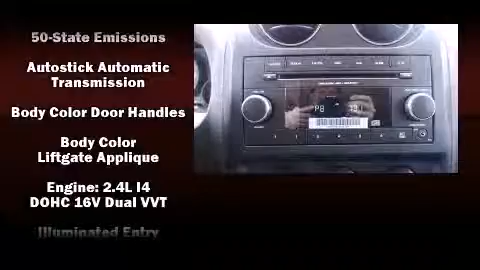 50-State Emissions
Autostick Automatic
Transmission
Body Color Door Handles
Body Color
Liftgate Applique
Engine: 2.4L I4
DOHC 16V Dual VVT
Illuminated Entry